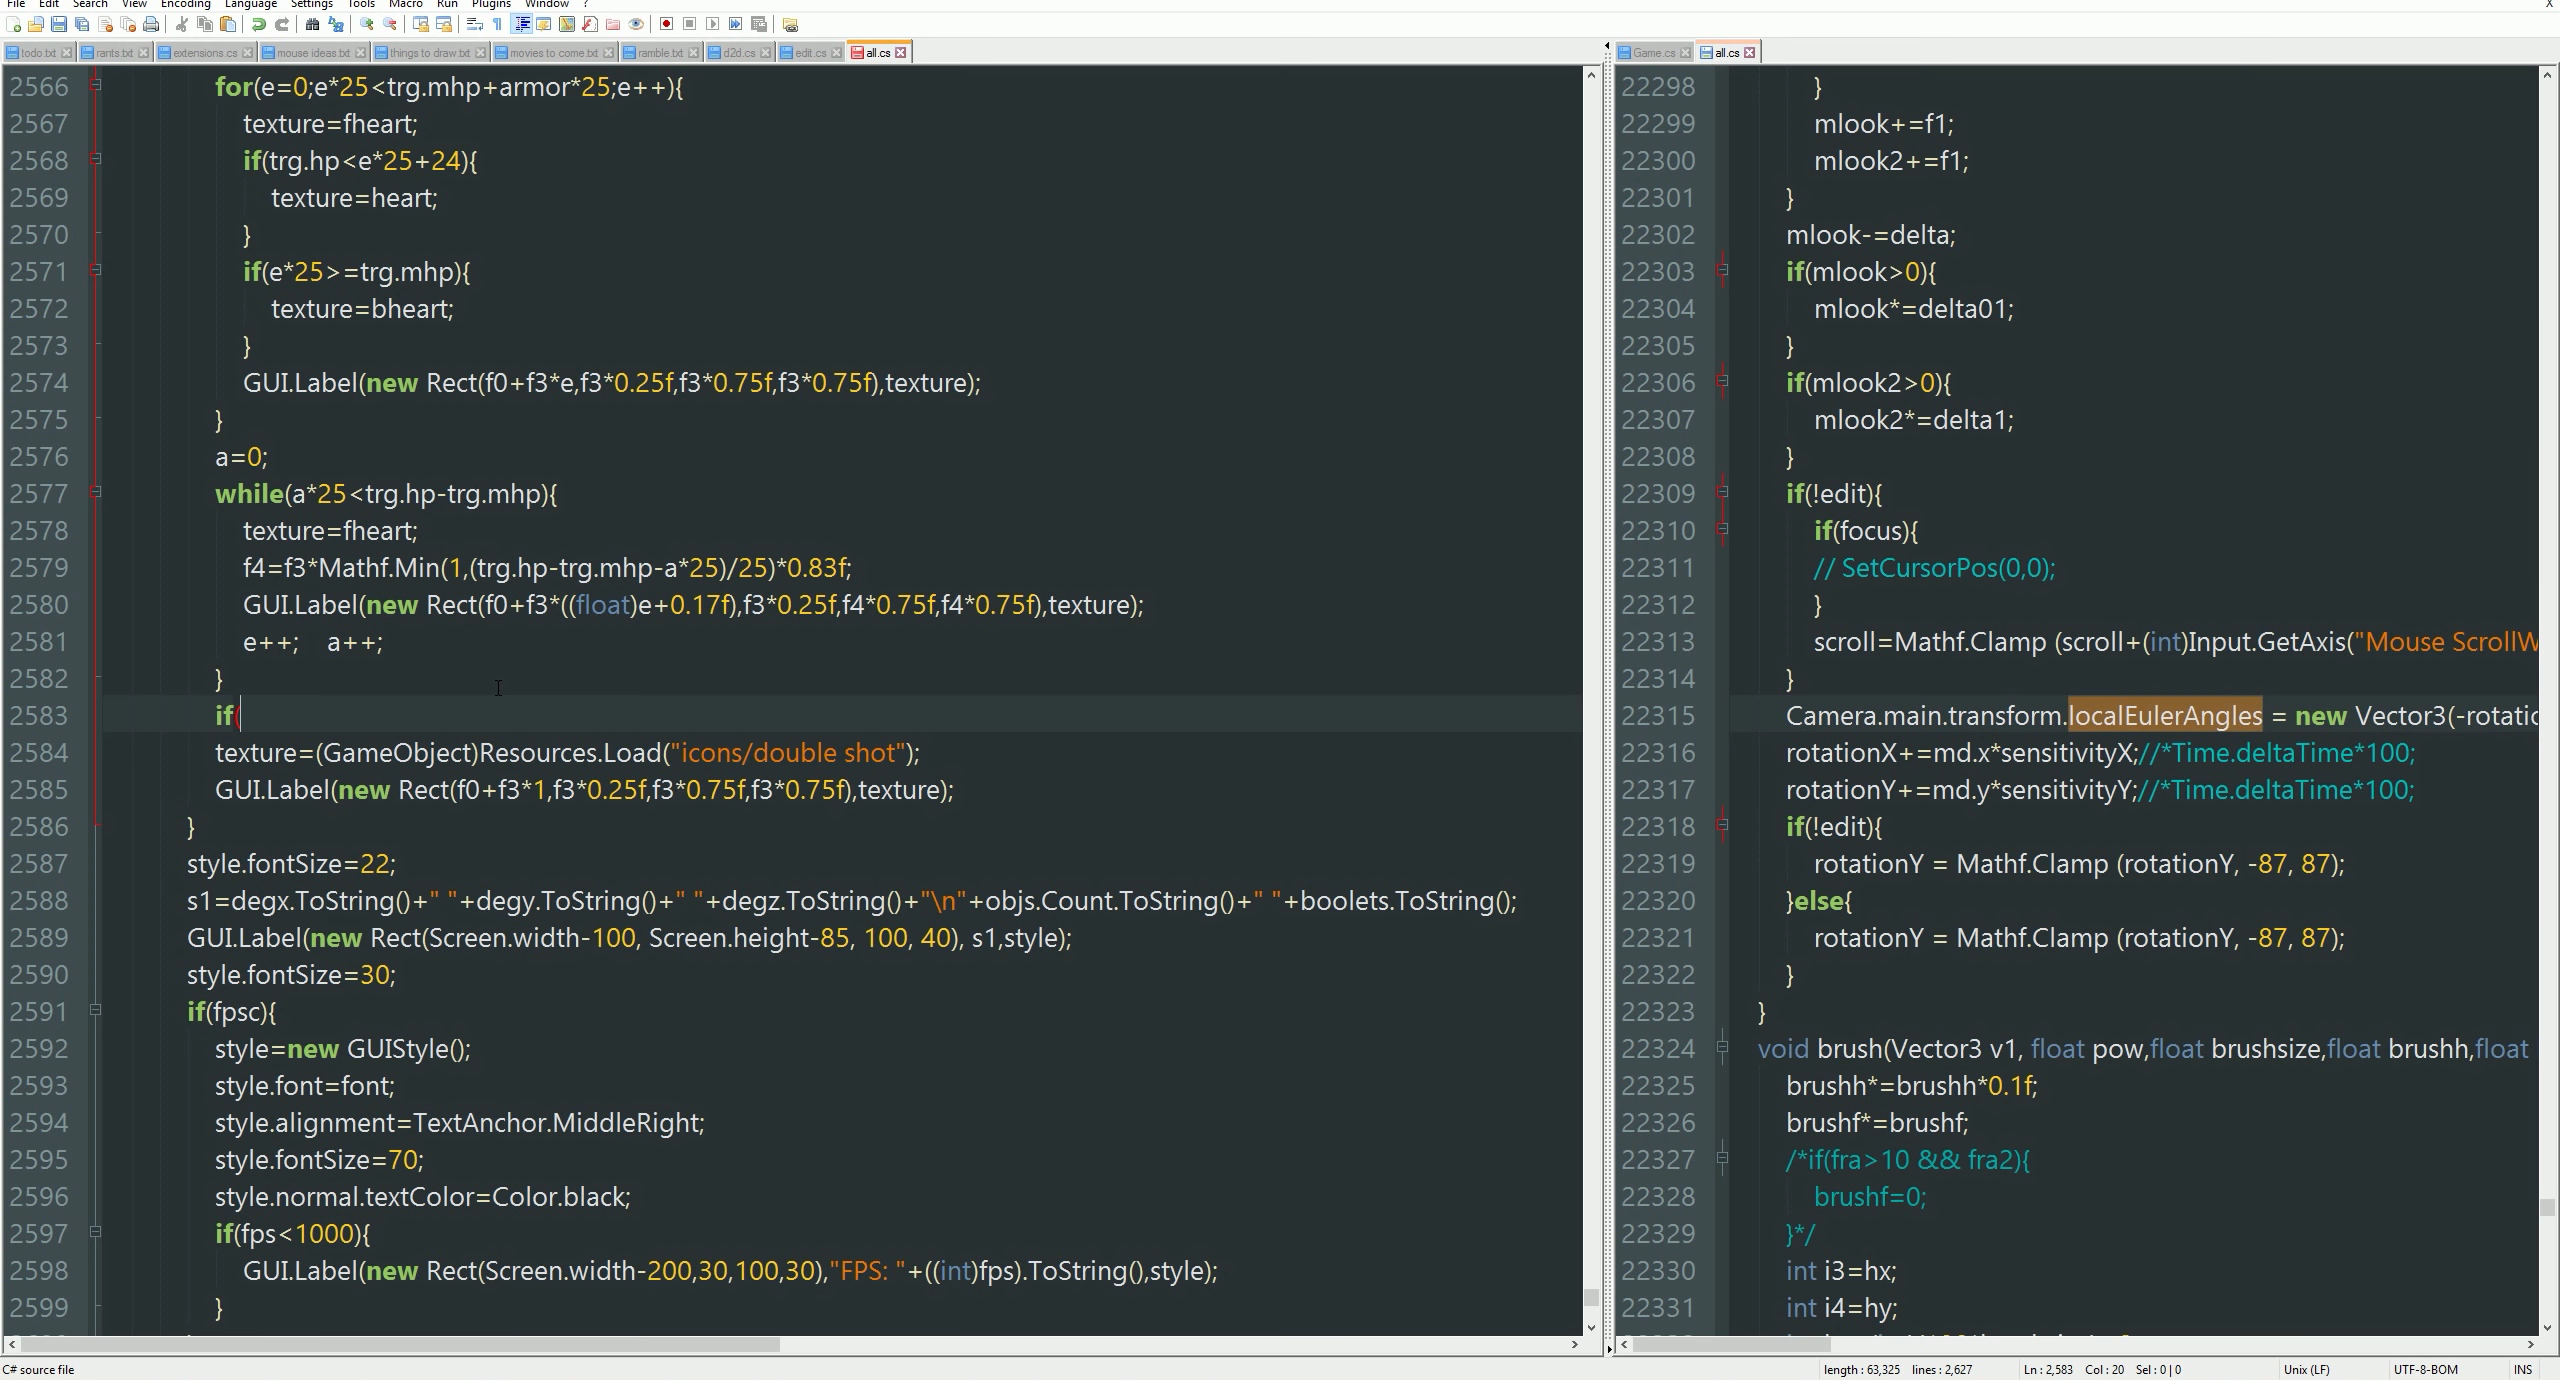 File Edit Search View Encoding Language Settings Tools Macro Run Plugins Window ? X
todo.txt rants.txt extensions.cs mouse ideas.txt things to draw.txt movies to come.txt ramble.txt d2d.cs edit.cs all.cs
2566 for(e=0;e*25<trg.mhp+armor*25;e++){
2567 texture=fheart;
2568 if(trg.hp<e*25+24){
2569 texture=heart;
2570 }
2571 if(e*25>=trg.mhp){
2572 texture=bheart;
2573 }
2574 GUI.Label(new Rect(f0+f3*e,f3*0.25f,f3*0.75f,f3*0.75f),texture);
2575 }
2576 a=0;
2577 while(a*25<trg.hp-trg.mhp){
2578 texture=fheart;
2579 f4=f3*Mathf.Min(1,(trg.hp-trg.mhp-a*25)/25)*0.83f;
2580 GUI.Label(new Rect(f0+f3*((float)e+0.17f),f3*0.25f,f4*0.75f,f4*0.75f),texture);
2581 e++; a++;
2582 }
2583 if(
2584 texture=(GameObject)Resources.Load("icons/double shot");
2585 GUI.Label(new Rect(f0+f3*1,f3*0.25f,f3*0.75f,f3*0.75f),texture);
2586 }
2587 style.fontSize=22;
2588 s1=degx.ToString()+" "+degy.ToString()+" "+degz.ToString()+"\n"+objs.Count.ToString()+" "+boolets.ToString();
2589 GUI.Label(new Rect(Screen.width-100, Screen.height-85, 100, 40), s1,style);
2590 style.fontSize=30;
2591 if(fpsc){
2592 style=new GUIStyle();
2593 style.font=font;
2594 style.alignment=TextAnchor.MiddleRight;
2595 style.fontSize=70;
2596 style.normal.textColor=Color.black;
2597 if(fps<1000){
2598 GUI.Label(new Rect(Screen.width-200,30,100,30),"FPS: "+((int)fps).ToString(),style);
2599 }
Game.cs all.cs
22298 }
22299 mlook+=f1;
22300 mlook2+=f1;
22301 }
22302 mlook-=delta;
22303 if(mlook>0){
22304 mlook*=delta01;
22305 }
22306 if(mlook2>0){
22307 mlook2*=delta1;
22308 }
22309 if(!edit){
22310 if(focus){
22311 // SetCursorPos(0,0);
22312 }
22313 scroll=Mathf.Clamp (scroll+(int)Input.GetAxis("Mouse ScrollW
22314 }
22315 Camera.main.transform.localEulerAngles = new Vector3(-rotatio
22316 rotationX+=md.x*sensitivityX;//*Time.deltaTime*100;
22317 rotationY+=md.y*sensitivityY;//*Time.deltaTime*100;
22318 if(!edit){
22319 rotationY = Mathf.Clamp (rotationY, -87, 87);
22320 }else{
22321 rotationY = Mathf.Clamp (rotationY, -87, 87);
22322 }
22323 }
22324 void brush(Vector3 v1, float pow,float brushsize,float brushh,float
22325 brushh*=brushh*0.1f;
22326 brushf*=brushf;
22327 /*if(fra>10 && fra2){
22328 brushf=0;
22329 }*/
22330 int i3=hx;
22331 int i4=hy;
C# source file length : 63,325 lines : 2,627 Ln : 2,583 Col : 20 Sel : 0 | 0 Unix (LF) UTF-8-BOM INS